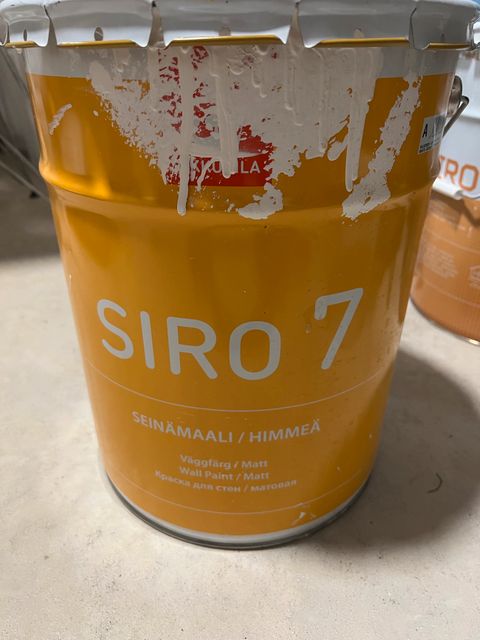 A
SIRO 7
SEINÄMAALI / HIMMEÄ
Väggfärg / Matt
Wall Paint / Matt
Краска для стен / матовая